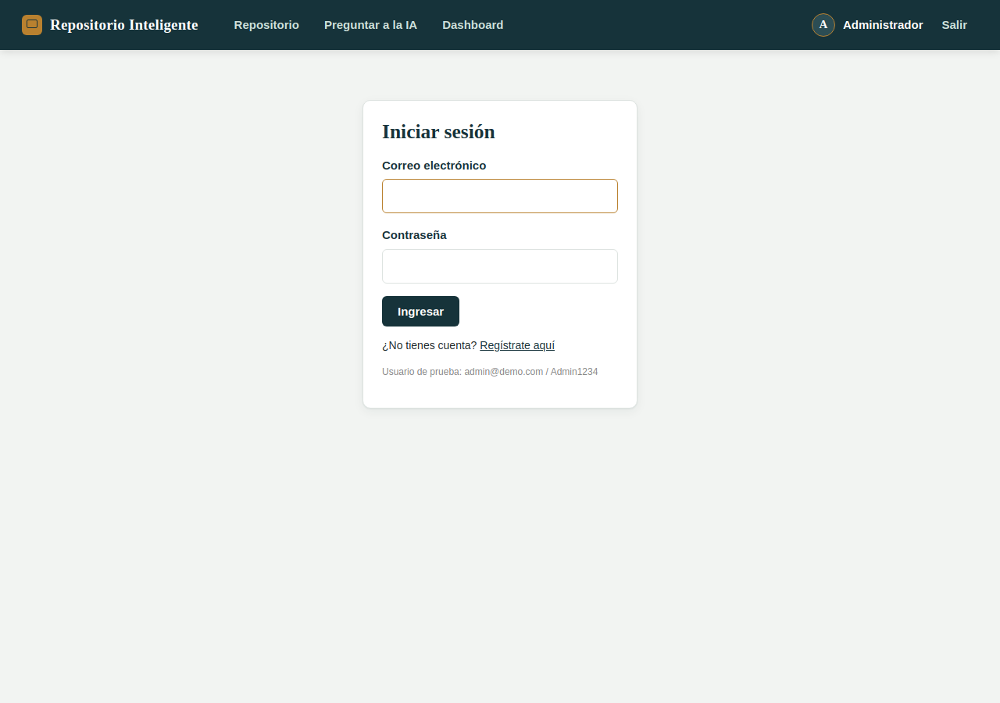 Repositorio Inteligente
Repositorio
Preguntar a la IA
Dashboard
A
Administrador
Salir
Iniciar sesión
Correo electrónico
Contraseña
Ingresar
¿No tienes cuenta? Regístrate aquí
Usuario de prueba: admin@demo.com / Admin1234